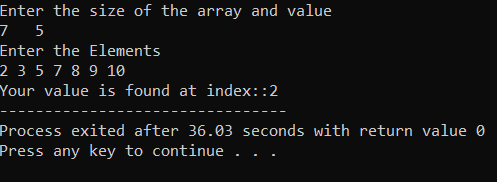 Enter the size of the array and value
7   5
Enter the Elements
2 3 5 7 8 9 10
Your value is found at index::2
--------------------------------
Process exited after 36.03 seconds with return value 0
Press any key to continue . . .